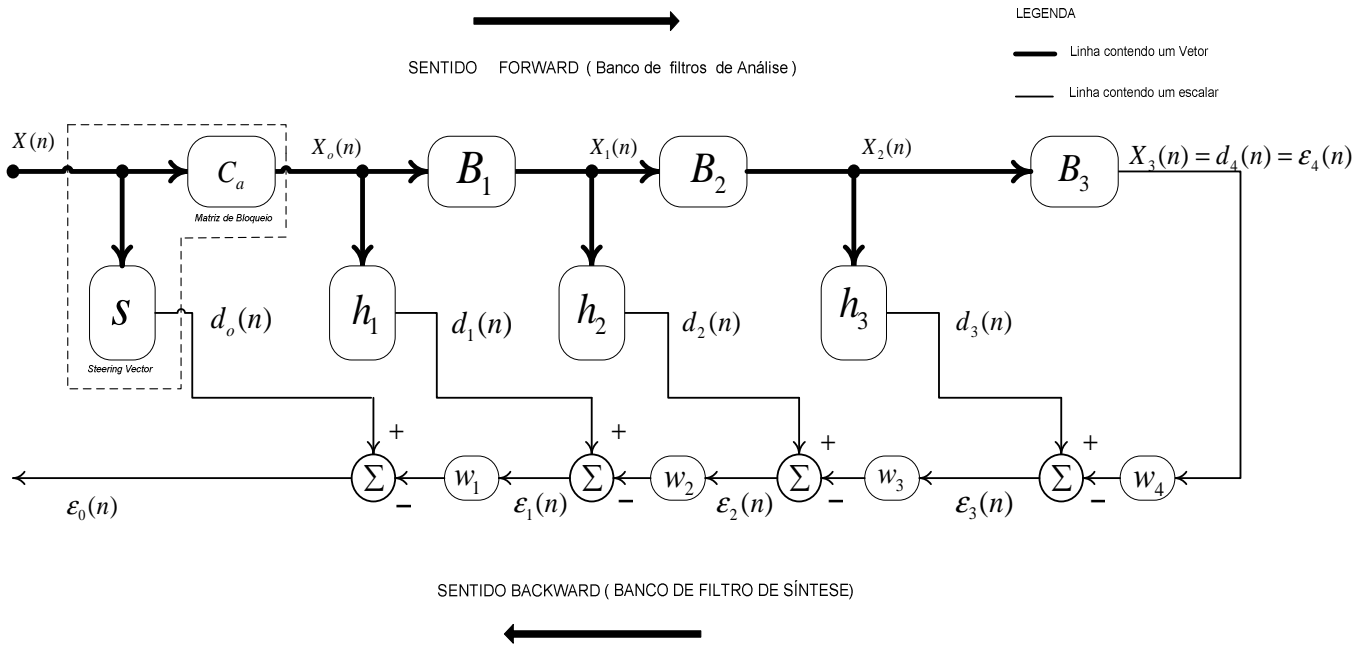 LEGENDA
Linha contendo um Vetor
Linha contendo um escalar
SENTIDO FORWARD ( Banco de filtros de Análise )
X(n)
C_a
Matriz de Bloqueio
X_o(n)
B_1
X_1(n)
B_2
X_2(n)
B_3
X_3(n) = d_4(n) = ε_4(n)
s
Steering Vector
d_o(n)
h_1
d_1(n)
h_2
d_2(n)
h_3
d_3(n)
+
+
+
+
ε_0(n)
Σ
−
w_1
ε_1(n)
Σ
−
w_2
ε_2(n)
Σ
−
w_3
ε_3(n)
Σ
−
w_4
SENTIDO BACKWARD ( BANCO DE FILTRO DE SÍNTESE)